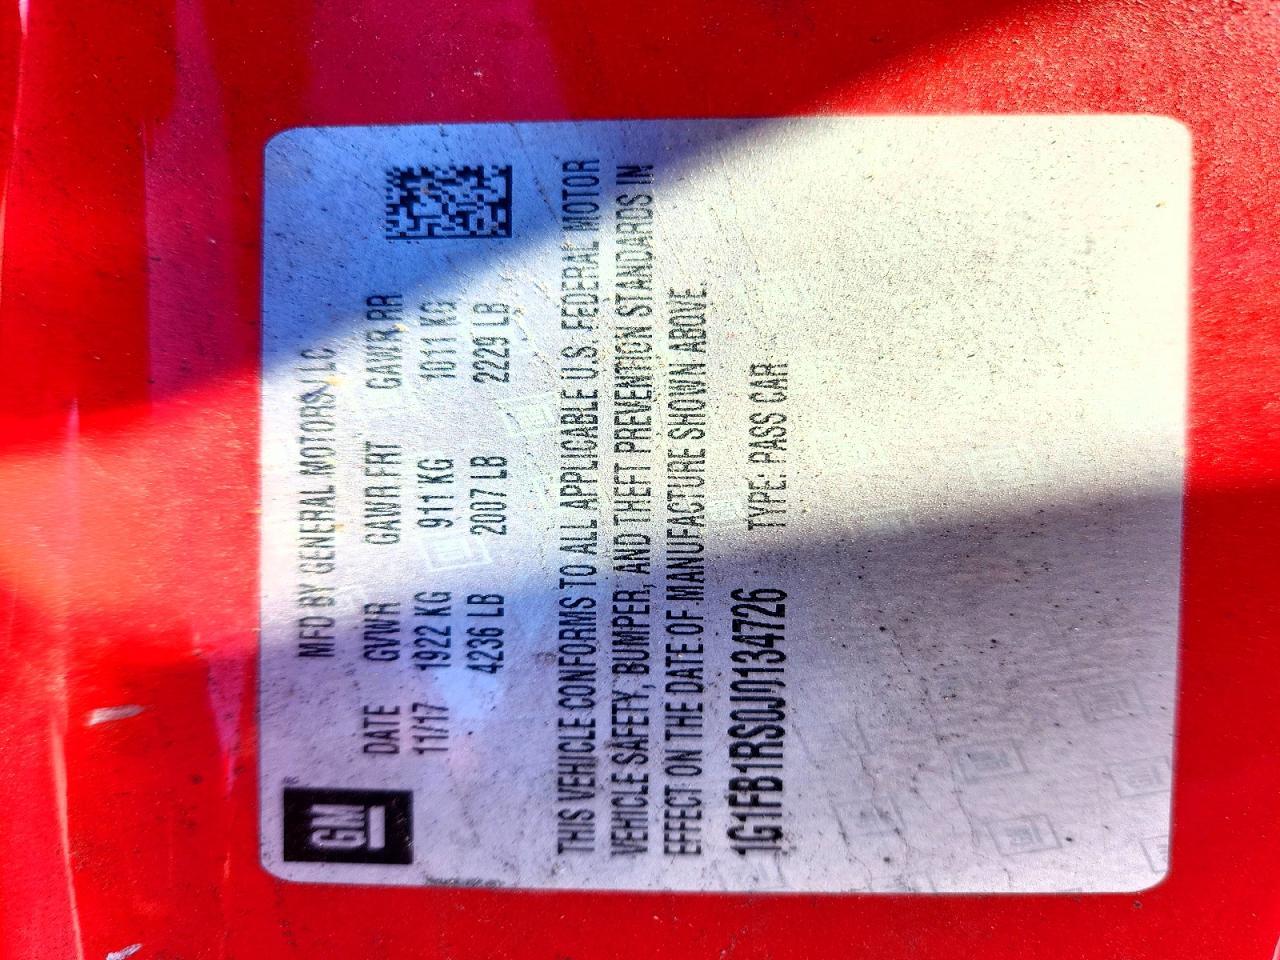 GM
MFD BY GENERAL MOTORS LLC
DATE GVWR GAWR FRT GAWR RR
11/17 1922 KG 911 KG 1011 KG
4236 LB 2007 LB 2229 LB
THIS VEHICLE CONFORMS TO ALL APPLICABLE U.S. FEDERAL MOTOR
VEHICLE SAFETY, BUMPER, AND THEFT PREVENTION STANDARDS IN
EFFECT ON THE DATE OF MANUFACTURE SHOWN ABOVE.
1G1FB1RS0J0134726 TYPE: PASS CAR